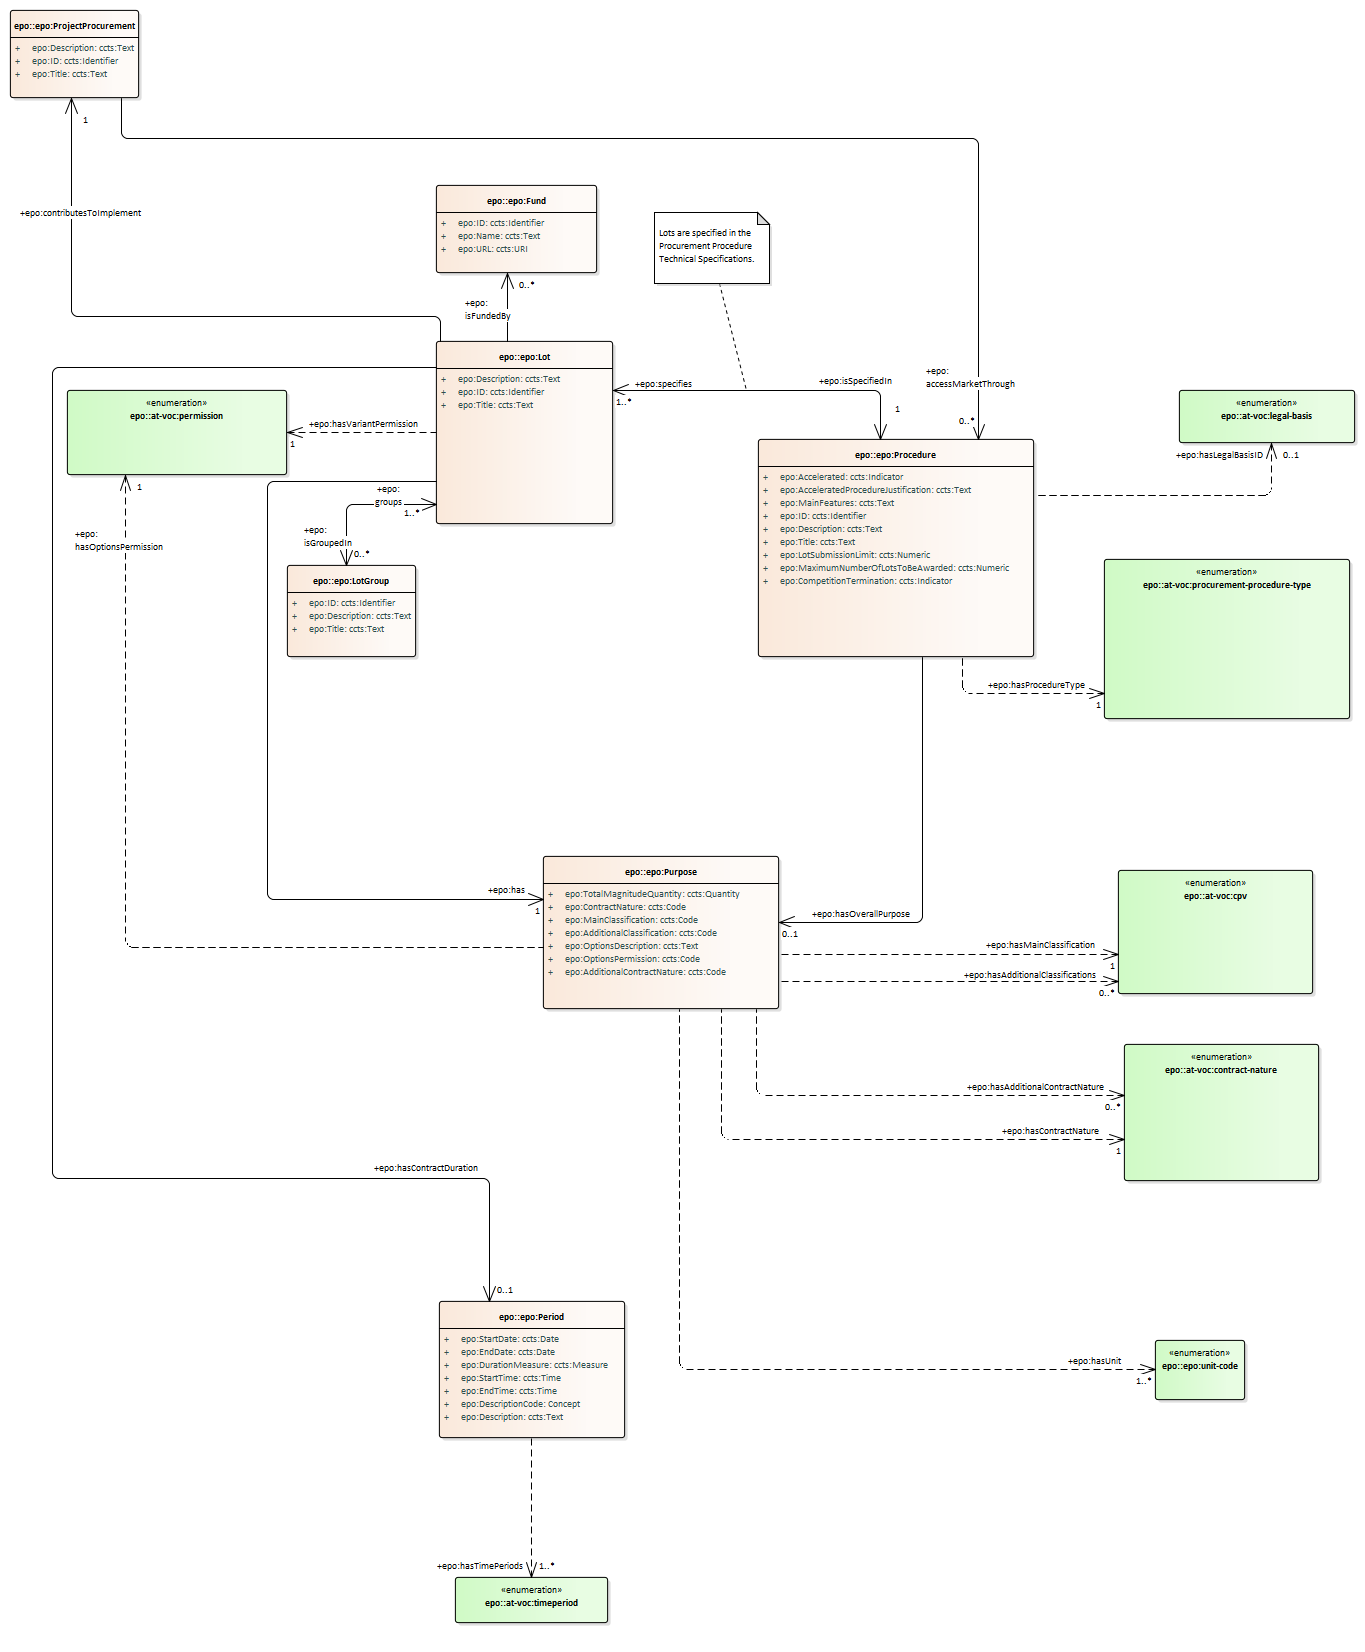 epo::epo:ProjectProcurement
+ epo:Description: ccts:Text
+ epo:ID: ccts:Identifier
+ epo:Title: ccts:Text
1
+epo:contributesToImplement
epo::epo:Fund
+ epo:ID: ccts:Identifier
+ epo:Name: ccts:Text
+ epo:URL: ccts:URI
0..*
+epo:
isFundedBy
Lots are specified in the
Procurement Procedure
Technical Specifications.
epo::epo:Lot
+ epo:Description: ccts:Text
+ epo:ID: ccts:Identifier
+ epo:Title: ccts:Text
+epo:specifies
1..*
+epo:isSpecifiedIn
1
+epo:
accessMarketThrough
0..*
«enumeration»
epo::at-voc:permission
+epo:hasVariantPermission
1
1
+epo:
hasOptionsPermission
+epo:
groups
1..*
+epo:
isGroupedIn
0..*
epo::epo:LotGroup
+ epo:ID: ccts:Identifier
+ epo:Description: ccts:Text
+ epo:Title: ccts:Text
epo::epo:Procedure
+ epo:Accelerated: ccts:Indicator
+ epo:AcceleratedProcedureJustification: ccts:Text
+ epo:MainFeatures: ccts:Text
+ epo:ID: ccts:Identifier
+ epo:Description: ccts:Text
+ epo:Title: ccts:Text
+ epo:LotSubmissionLimit: ccts:Numeric
+ epo:MaximumNumberOfLotsToBeAwarded: ccts:Numeric
+ epo:CompetitionTermination: ccts:Indicator
«enumeration»
epo::at-voc:legal-basis
+epo:hasLegalBasisID
0..1
«enumeration»
epo::at-voc:procurement-procedure-type
+epo:hasProcedureType
1
epo::epo:Purpose
+ epo:TotalMagnitudeQuantity: ccts:Quantity
+ epo:ContractNature: ccts:Code
+ epo:MainClassification: ccts:Code
+ epo:AdditionalClassification: ccts:Code
+ epo:OptionsDescription: ccts:Text
+ epo:OptionsPermission: ccts:Code
+ epo:AdditionalContractNature: ccts:Code
+epo:has
1
+epo:hasOverallPurpose
0..1
«enumeration»
epo::at-voc:cpv
+epo:hasMainClassification
1
+epo:hasAdditionalClassifications
0..*
«enumeration»
epo::at-voc:contract-nature
+epo:hasAdditionalContractNature
0..*
+epo:hasContractNature
1
+epo:hasContractDuration
0..1
epo::epo:Period
+ epo:StartDate: ccts:Date
+ epo:EndDate: ccts:Date
+ epo:DurationMeasure: ccts:Measure
+ epo:StartTime: ccts:Time
+ epo:EndTime: ccts:Time
+ epo:DescriptionCode: Concept
+ epo:Description: ccts:Text
«enumeration»
epo::epo:unit-code
+epo:hasUnit
1..*
+epo:hasTimePeriods
1..*
«enumeration»
epo::at-voc:timeperiod